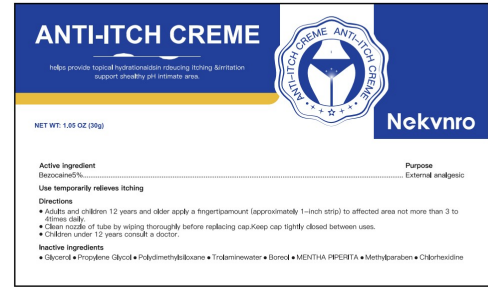 ANTI-ITCH CREME
helps provide topical hydrationaidsin rdeucing itching &irritation
support shealthy pH intimate area.
ANTI-ITCH CREME ANTI-ITCH CREME
NET WT: 1.05 OZ (30g)
Nekvnro
Active ingredient Purpose
Bezocaine5%........ External analgesic
Use temporarily relieves itching
Directions
• Adults and children 12 years and older apply a fingertipamount (approximately 1-inch strip) to affected area not more than 3 to
4times daily.
• Clean nozzle of tube by wiping thoroughly before replacing cap.Keep cap tightly closed between uses.
• Children under 12 years consult a doctor.
Inactive ingredients
• Glycerol • Propylene Glycol • Polydimethylsiloxane • Trolaminewater • Boreol • MENTHA PIPERITA • Methylparaben • Chlorhexidine